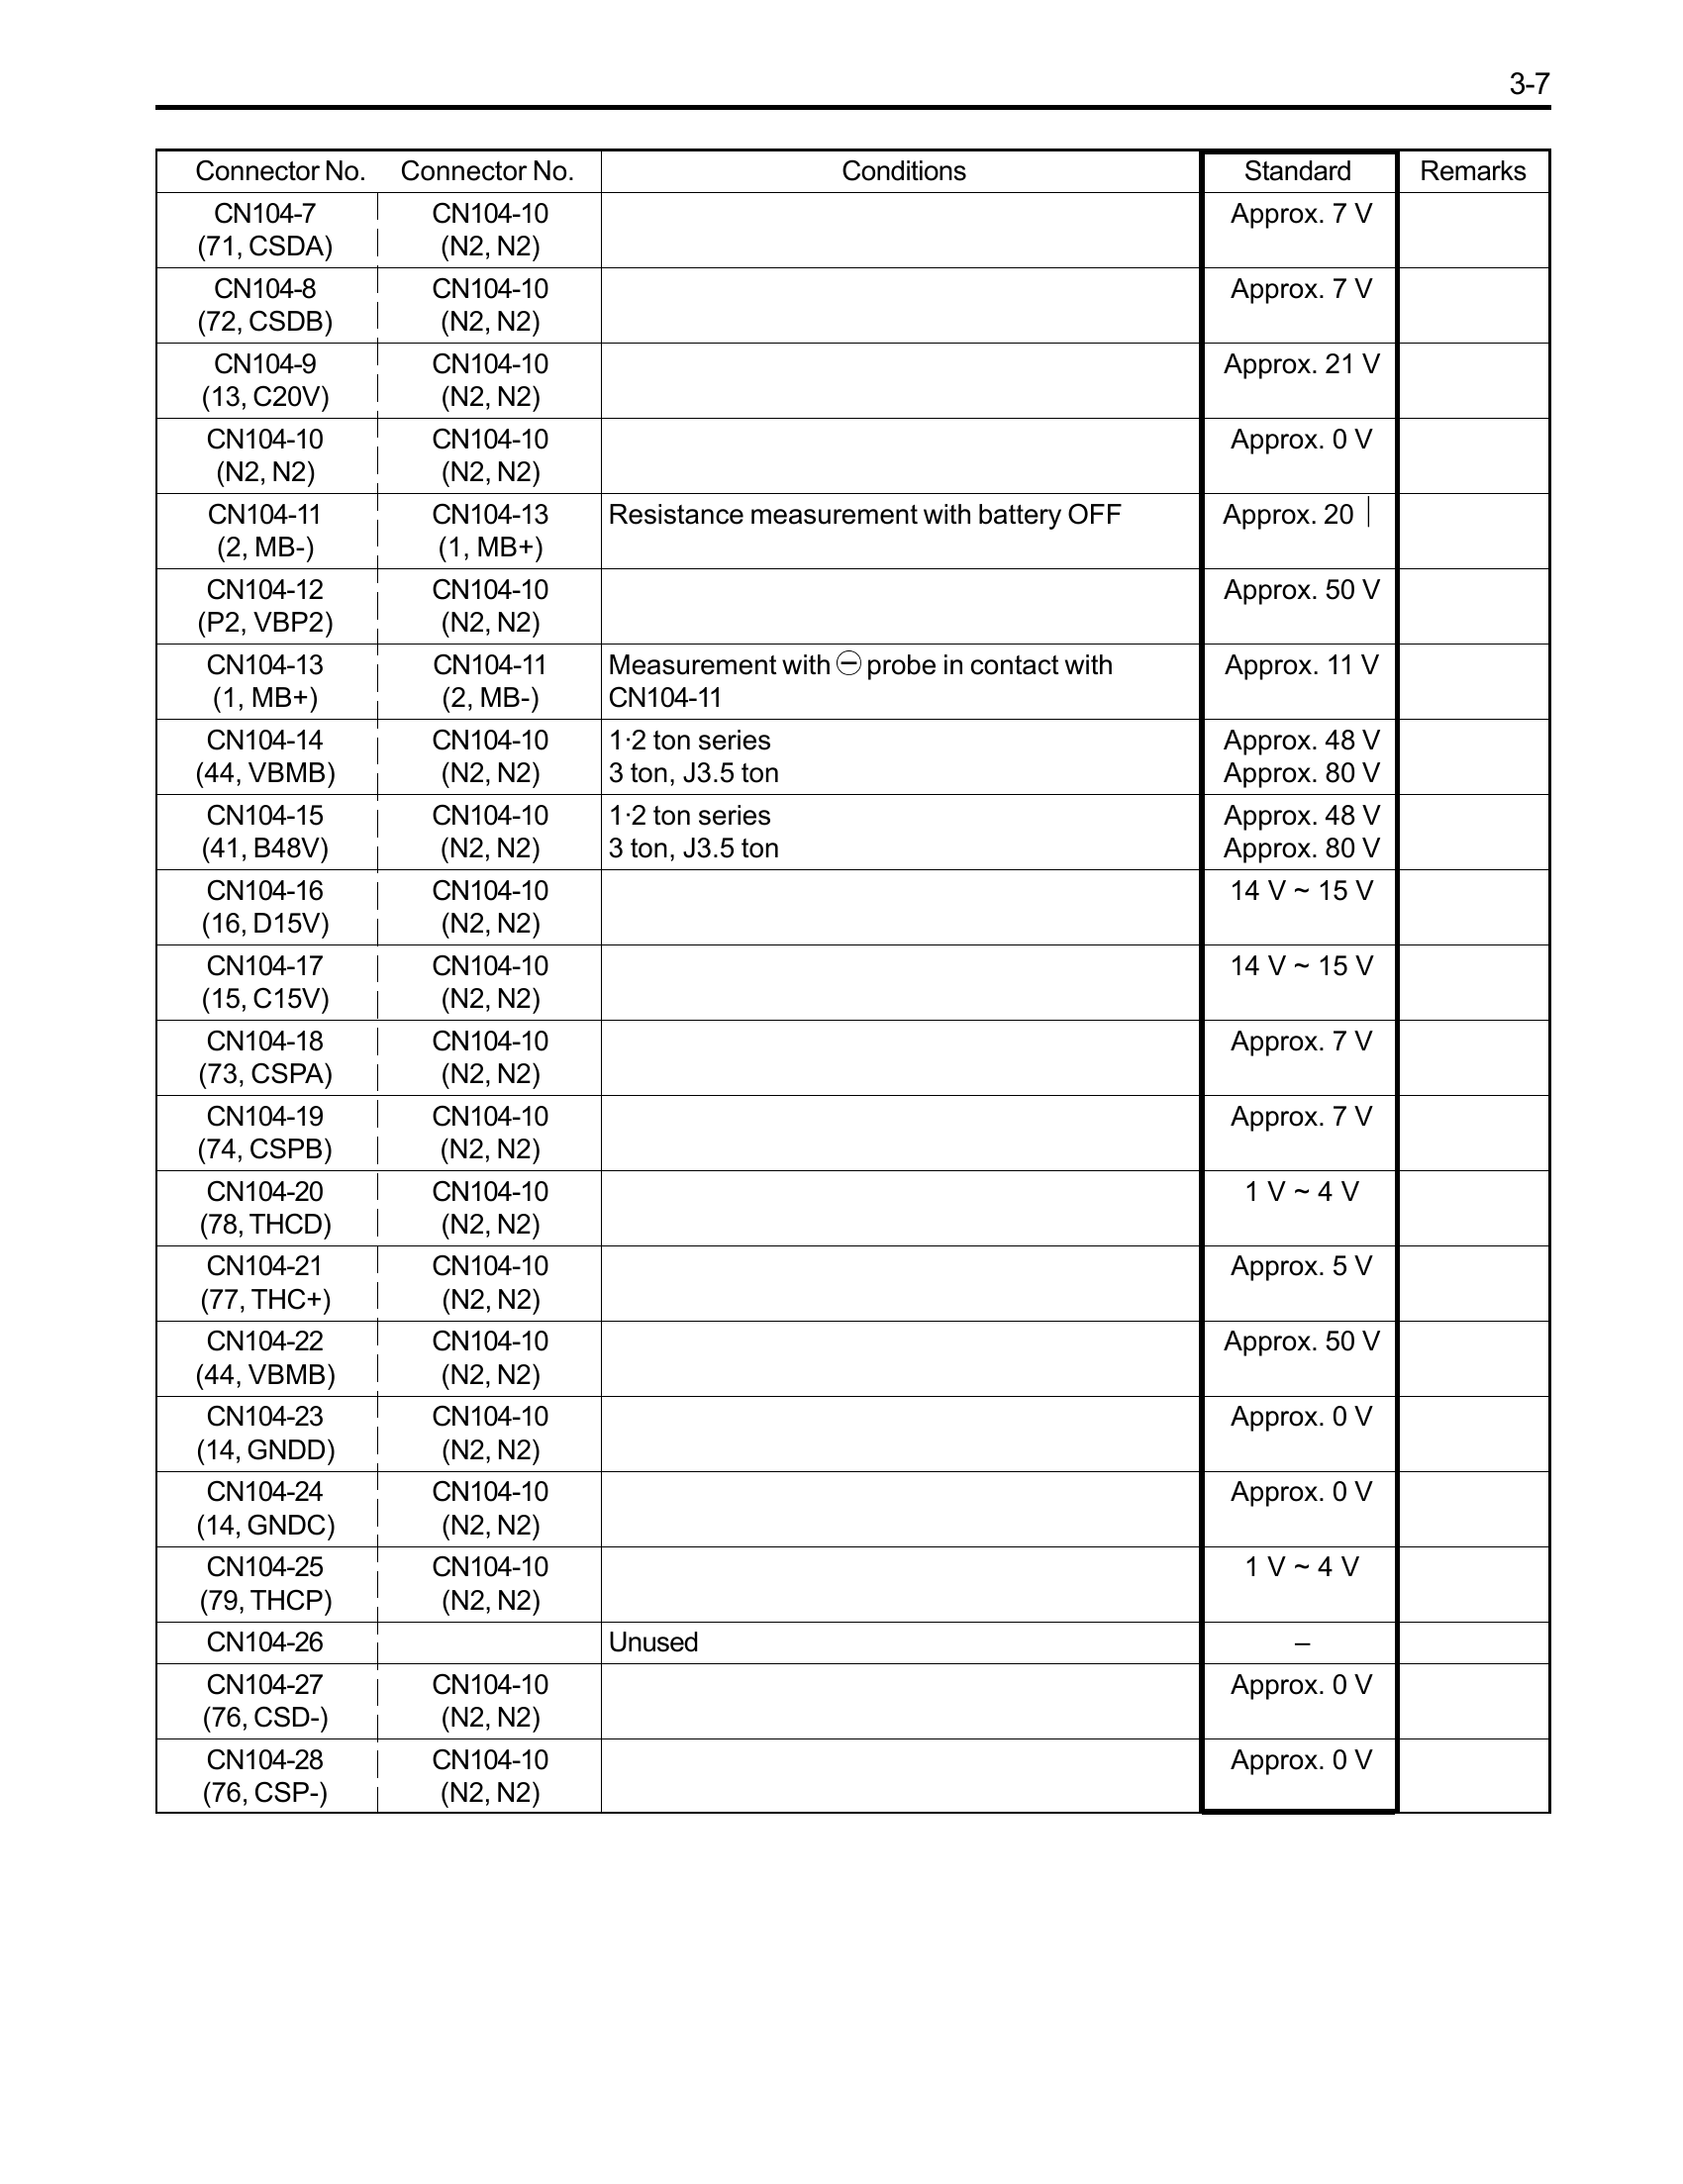 3-7
Connector No. Connector No. Conditions Standard Remarks
CN104-7 CN104-10 Approx. 7 V
(71, CSDA) (N2, N2)
CN104-8 CN104-10 Approx. 7 V
(72, CSDB) (N2, N2)
CN104-9 CN104-10 Approx. 21 V
(13, C20V) (N2, N2)
CN104-10 CN104-10 Approx. 0 V
(N2, N2) (N2, N2)
CN104-11 CN104-13 Resistance measurement with battery OFF Approx. 20 |
(2, MB-) (1, MB+)
CN104-12 CN104-10 Approx. 50 V
(P2, VBP2) (N2, N2)
CN104-13 CN104-11 Measurement with ⊖ probe in contact with Approx. 11 V
(1, MB+) (2, MB-) CN104-11
CN104-14 CN104-10 1·2 ton series Approx. 48 V
(44, VBMB) (N2, N2) 3 ton, J3.5 ton Approx. 80 V
CN104-15 CN104-10 1·2 ton series Approx. 48 V
(41, B48V) (N2, N2) 3 ton, J3.5 ton Approx. 80 V
CN104-16 CN104-10 14 V ~ 15 V
(16, D15V) (N2, N2)
CN104-17 CN104-10 14 V ~ 15 V
(15, C15V) (N2, N2)
CN104-18 CN104-10 Approx. 7 V
(73, CSPA) (N2, N2)
CN104-19 CN104-10 Approx. 7 V
(74, CSPB) (N2, N2)
CN104-20 CN104-10 1 V ~ 4 V
(78, THCD) (N2, N2)
CN104-21 CN104-10 Approx. 5 V
(77, THC+) (N2, N2)
CN104-22 CN104-10 Approx. 50 V
(44, VBMB) (N2, N2)
CN104-23 CN104-10 Approx. 0 V
(14, GNDD) (N2, N2)
CN104-24 CN104-10 Approx. 0 V
(14, GNDC) (N2, N2)
CN104-25 CN104-10 1 V ~ 4 V
(79, THCP) (N2, N2)
CN104-26 Unused –
CN104-27 CN104-10 Approx. 0 V
(76, CSD-) (N2, N2)
CN104-28 CN104-10 Approx. 0 V
(76, CSP-) (N2, N2)